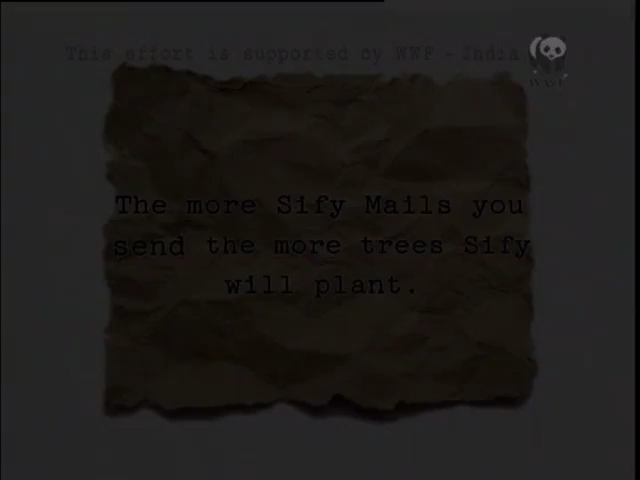 This effort is supported by WWF - India
WWF
The more Sify Mails you
send the more trees Sify
will plant.